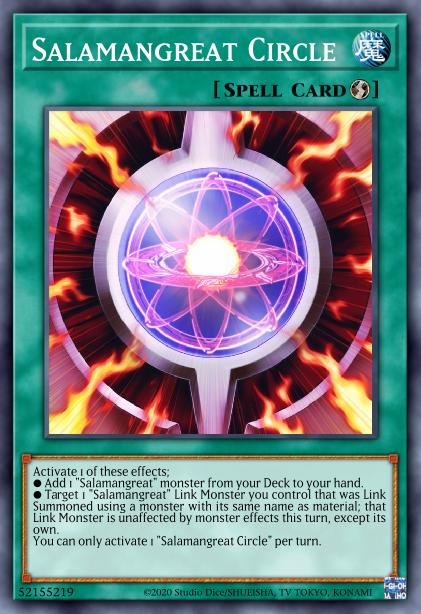 Salamangreat Circle
SPELL
魔
[Spell Card]
Activate 1 of these effects;
● Add 1 "Salamangreat" monster from your Deck to your hand.
● Target 1 "Salamangreat" Link Monster you control that was Link
Summoned using a monster with its same name as material; that
Link Monster is unaffected by monster effects this turn, except its
own.
You can only activate 1 "Salamangreat Circle" per turn.
52155219
©2020 Studio Dice/SHUEISHA, TV TOKYO, KONAMI